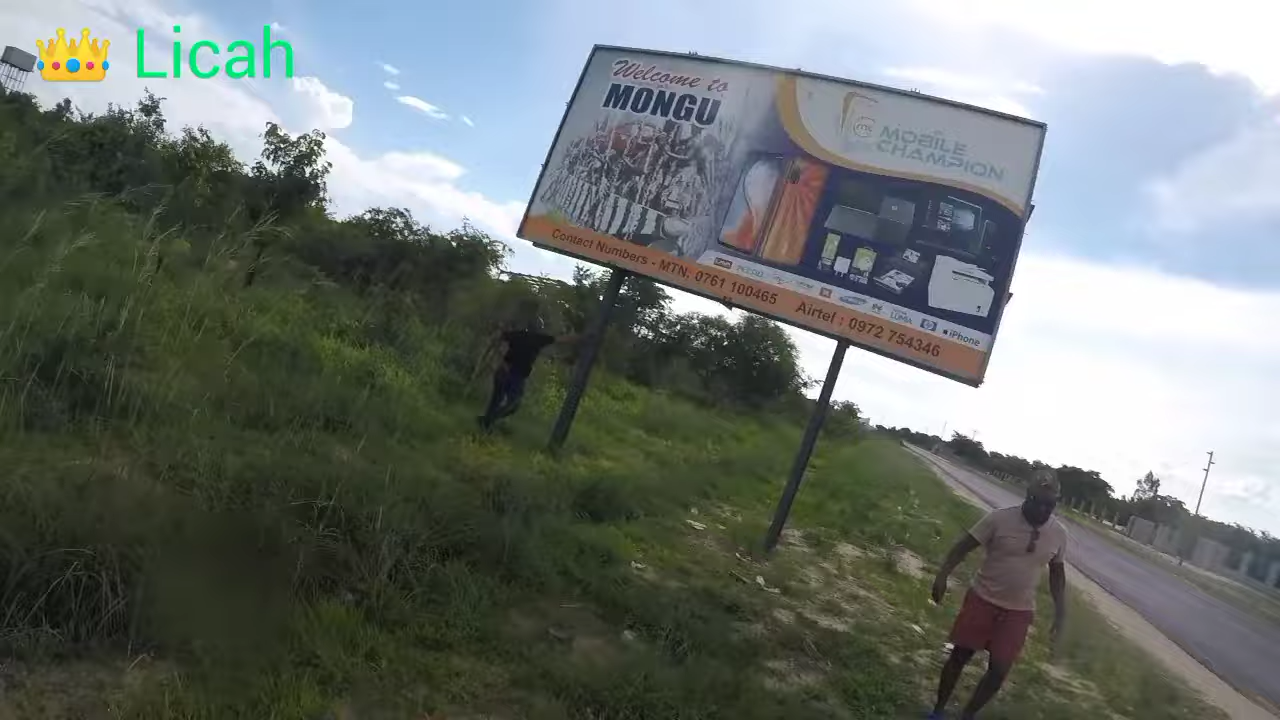 Licah
Welcome to
MONGU
MOBILE
CHAMPION
Contact Numbers - MTN: 0761 100465 Airtel : 0972 754346
iPhone